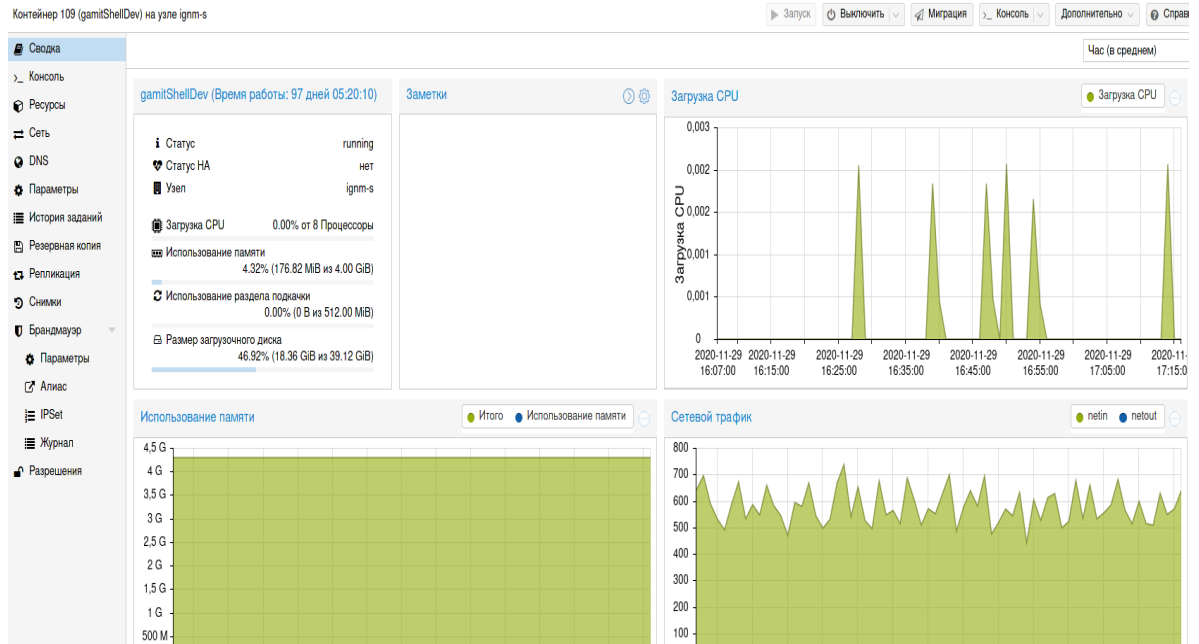 Контейнер 109 (gamitShellDev) на узле ignm-s
Запуск
Выключить
Миграция
>_ Консоль
Дополнительно
Справ
Сводка
>_ Консоль
Ресурсы
Сеть
DNS
Параметры
История заданий
Резервная копия
Репликация
Снимки
Брандмауэр
Параметры
Алиас
IPSet
Журнал
Разрешения
Час (в среднем)
gamitShellDev (Время работы: 97 дней 05:20:10)
Статус running
Статус HA нет
Узел ignm-s
Загрузка CPU 0.00% от 8 Процессоры
Использование памяти
4.32% (176.82 MiB из 4.00 GiB)
Использование раздела подкачки
0.00% (0 B из 512.00 MiB)
Размер загрузочного диска
46.92% (18.36 GiB из 39.12 GiB)
Заметки
Загрузка CPU
Загрузка CPU
Загрузка CPU
0,003
0,002
0,002
0,001
0,001
0
2020-11-29 2020-11-29 2020-11-29 2020-11-29 2020-11-29 2020-11-29 2020-11-29 2020-11-
16:07:00 16:15:00 16:25:00 16:35:00 16:45:00 16:55:00 17:05:00 17:15:0
Использование памяти
Итого Использование памяти
4,5 G
4 G
3,5 G
3 G
2,5 G
2 G
1,5 G
1 G
500 M
Сетевой трафик
netin netout
800
700
600
500
400
300
200
100